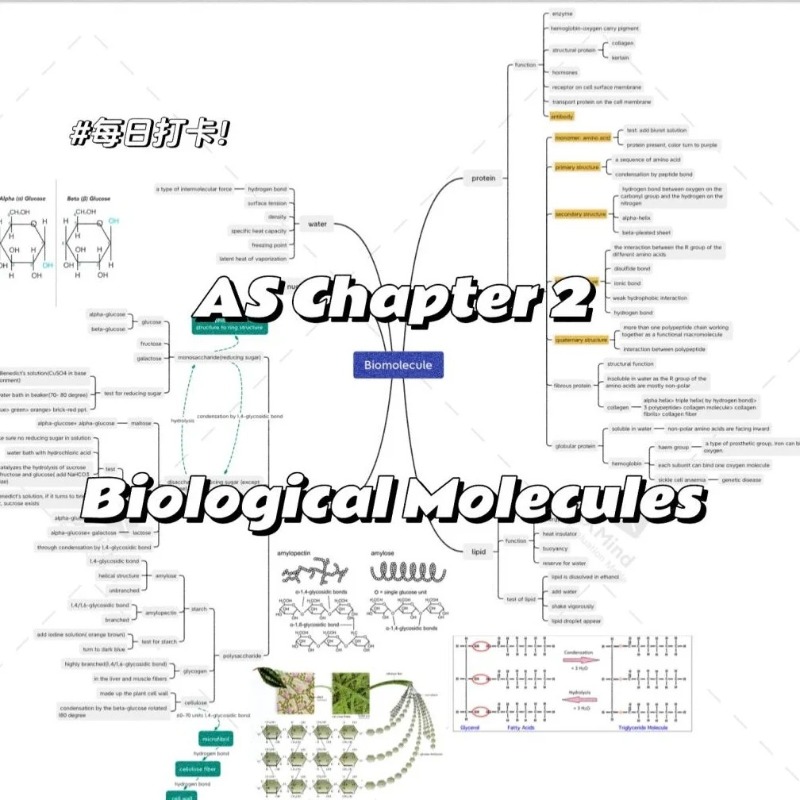 #每日打卡!
AS Chapter 2
Biological Molecules
Biomolecule
protein
function
enzyme
hemoglobin-oxygen carry pigment
structural protein
collagen
kertein
hormones
receptor on cell surface membrane
transport protein on the cell membrane
antibody
monomer: amino acid
test: add biuret solution
protein present, color turn to purple
primary structure
a sequence of amino acid
condensation by peptide bond
secondary structure
hydrogen bond between oxygen on the
carbonyl group and the hydrogen on the
nitrogen
alpha-helix
beta-pleated sheet
the interaction between the R group of the
different amino acids
disulfide bond
ionic bond
weak hydrophobic interaction
hydrogen bond
quaternary structure
more than one polypeptide chain working
together as a functional macromolecule
interaction between polypeptide
fibrous protein
structural function
insoluble in water as the R group of the
amino acids are mostly non-polar
collagen
alpha helix> triple helix( by hydrogen bond)>
3 polypeptide> collagen molecule> collagen
fibrils> collagen fiber
globular protein
soluble in water
non-polar amino acids are facing inward
hemoglobin
haem group
a type of prosthetic group, iron can bi
oxygen.
each subunit can bind one oxygen molecule
sickle cell anaemia
genetic disease
water
hydrogen bond
a type of intermolecular force
surface tension
density
specific heat capacity
freezing point
latent heat of vaporization
Alpha (α) Glucose
Beta (β) Glucose
structure to ring structure
monosaccharide(reducing sugar)
glucose
alpha-glucose
beta-glucose
fructose
galactose
test for reducing sugar
Benedict's solution(CuSO4 in base
ater bath in beaker(70- 80 degree)
green> orange> brick-red ppt
hydrolysis
condensation by 1,4-glycosidic bond
maltose
alpha-glucose+ alpha-glucose
test
sure no reducing sugar in solution
water bath with hydrochloric acid
atalyzes the hydrolysis of sucrose
fructose and glucose( add NaHCO3
nedict's solution, if it turns to
sucrose exists
lactose
alpha-glucose+ galactose
through condensation by 1,4-glycosidic bond
polysaccharide
starch
amylose
1,4-glycosidic bond
helical structure
unbranched
amylopectin
1,4/1,6-glycosidic bond
branched
test for starch
add iodine solution( orange brown)
turn to dark blue
glycogen
highly branched(1,4/1,6-glycosidic bond)
in the liver and muscle fibers
cellulose
made up the plant cell wall
condensation by the beta-glucose rotated
180 degree
60-70 units 1,4-glycosidic bond
microfibril
hydrogen bond
cellulose fiber
hydrogen bond
cell wall
amylopectin
amylose
α-1,4-glycosidic bonds
O = single glucose unit
α-1,6-glycosidic bond
α-1,4-glycosidic bonds
lipid
function
heat insulator
buoyancy
reserve for water
test of lipid
lipid is dissolved in ethanol
add water
shake vigorously
lipid droplet appear
Condensation
+ 3 H₂O
Hydrolysis
+ 3 H₂O
Glycerol
Fatty Acids
Triglyceride Molecule